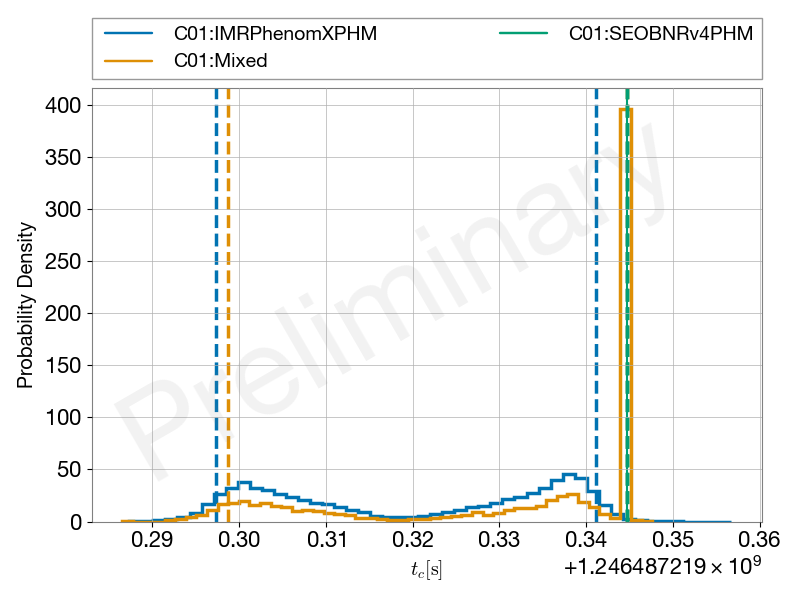 C01:IMRPhenomXPHM
C01:SEOBNRv4PHM
C01:Mixed
400
350
300
250
200
150
100
50
0
Probability Density
Preliminary
0.29 0.30 0.31 0.32 0.33 0.34 0.35 0.36
t_c[s]
+1.246487219 × 10^9